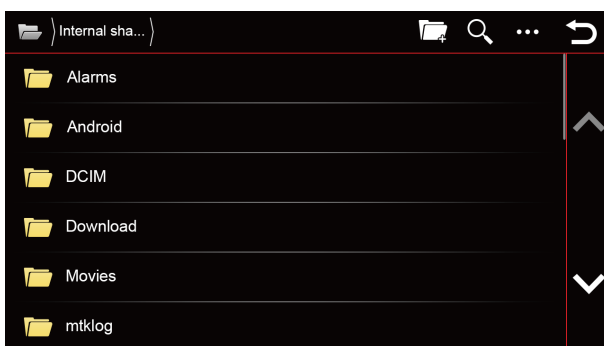 Internal sha...
Alarms
Android
DCIM
Download
Movies
mtklog